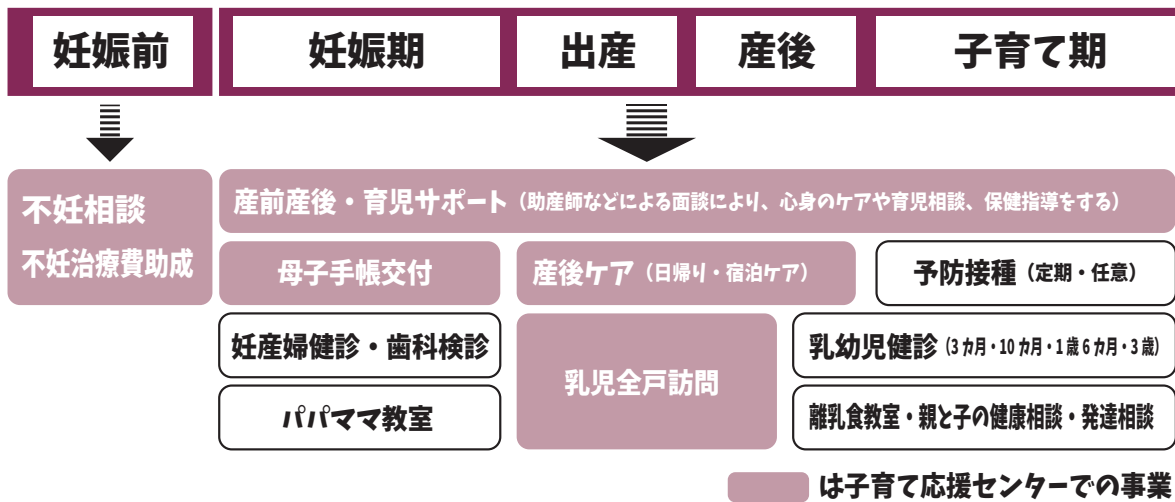 妊娠前
妊娠期
出産
産後
子育て期
不妊相談
不妊治療費助成
産前産後・育児サポート（助産師などによる面談により、心身のケアや育児相談、保健指導をする）
母子手帳交付
産後ケア（日帰り・宿泊ケア）
予防接種（定期・任意）
妊産婦健診・歯科検診
乳児全戸訪問
乳幼児健診（3カ月・10カ月・1歳6カ月・3歳）
パパママ教室
離乳食教室・親と子の健康相談・発達相談
は子育て応援センターでの事業